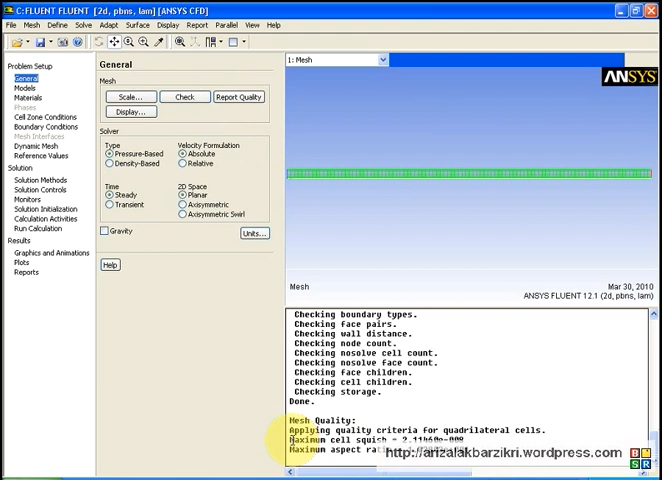 C:FLUENT FLUENT [2d, pbns, lam] [ANSYS CFD]
File Mesh Define Solve Adapt Surface Display Report Parallel View Help
Problem Setup
General
Models
Materials
Phases
Cell Zone Conditions
Boundary Conditions
Mesh Interfaces
Dynamic Mesh
Reference Values
Solution
Solution Methods
Solution Controls
Monitors
Solution Initialization
Calculation Activities
Run Calculation
Results
Graphics and Animations
Plots
Reports
General
Mesh
Scale... Check Report Quality
Display...
Solver
Type Velocity Formulation
Pressure-Based Absolute
Density-Based Relative
Time 2D Space
Steady Planar
Transient Axisymmetric
Axisymmetric Swirl
Gravity Units...
Help
1: Mesh
ANSYS
Mesh Mar 30, 2010
ANSYS FLUENT 12.1 (2d, pbns, lam)
Checking boundary types.
Checking face pairs.
Checking wall distance.
Checking node count.
Checking nosolve cell count.
Checking nosolve face count.
Checking face children.
Checking cell children.
Checking storage.
Done.
Mesh Quality:
Applying quality criteria for quadrilateral cells.
Maximum cell squish = 2.11460e-008
Maximum aspect
http://arizalakbarzikri.wordpress.com
B
S R